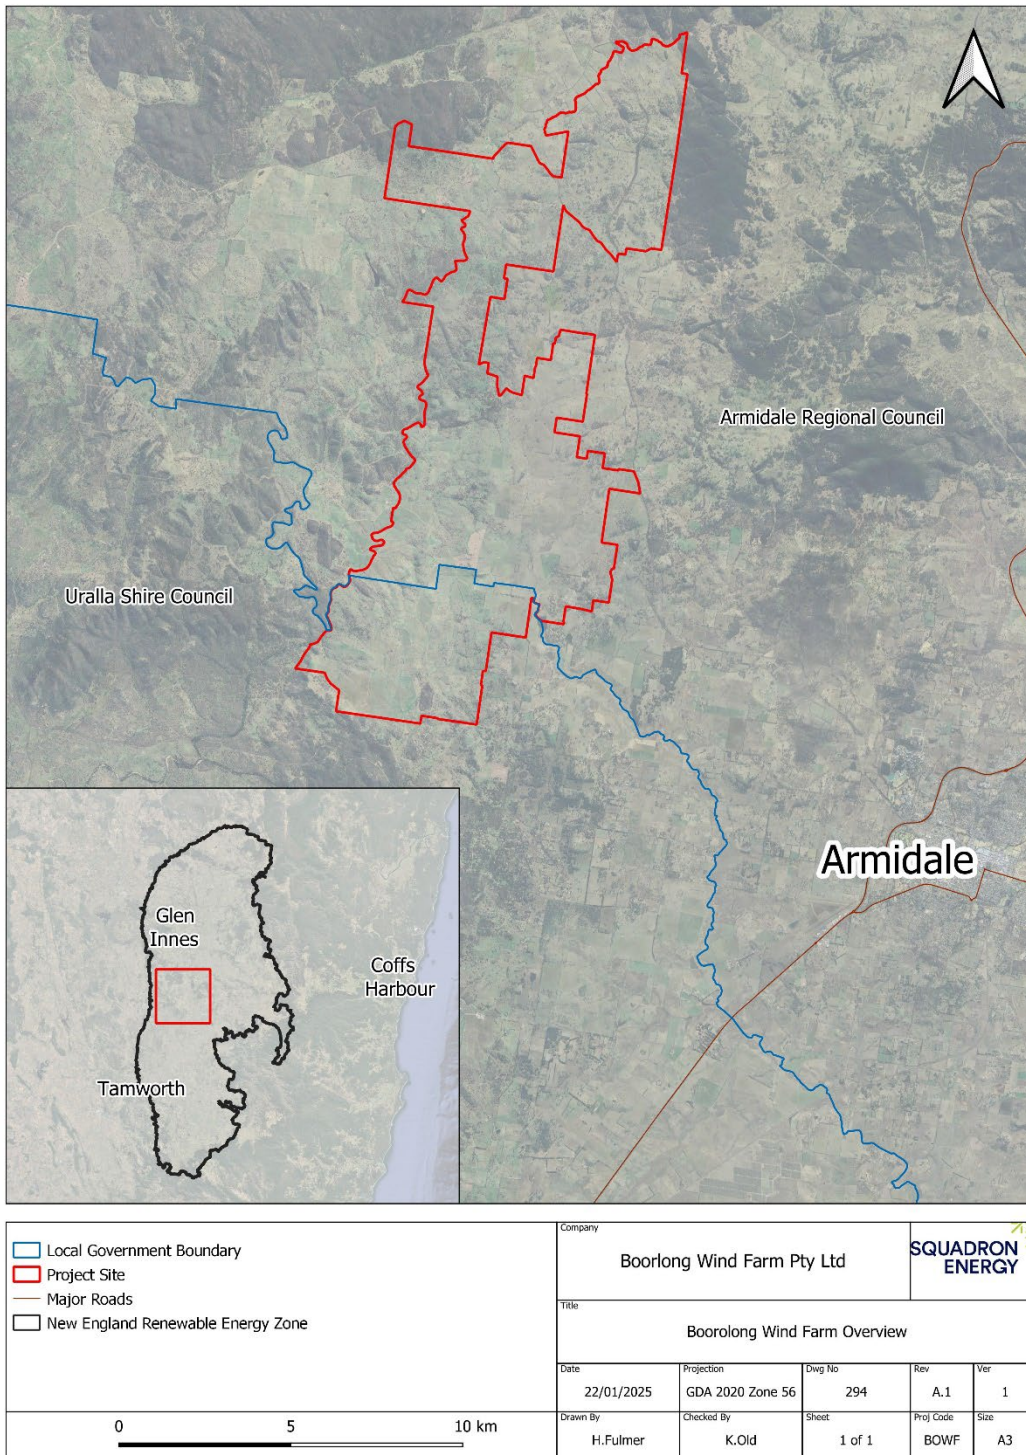 Armidale Regional Council
Uralla Shire Council
Armidale
Glen
Innes
Coffs
Harbour
Tamworth
Local Government Boundary
Project Site
Major Roads
New England Renewable Energy Zone
0 5 10 km
Company
Boorlong Wind Farm Pty Ltd
SQUADRON
ENERGY
Title
Boorolong Wind Farm Overview
Date
22/01/2025
Projection
GDA 2020 Zone 56
Dwg No
294
Rev
A.1
Ver
1
Drawn By
H.Fulmer
Checked By
K.Old
Sheet
1 of 1
Proj Code
BOWF
Size
A3